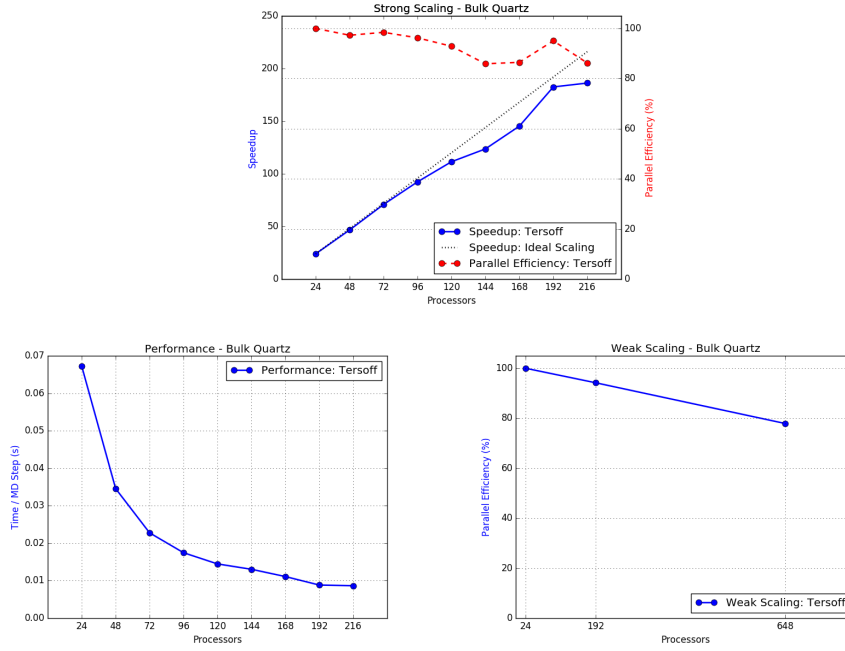 Strong Scaling - Bulk Quartz
250
200
150
100
50
0
100
80
60
40
20
0
Speedup
Parallel Efficiency (%)
Speedup: Tersoff
Speedup: Ideal Scaling
Parallel Efficiency: Tersoff
24 48 72 96 120 144 168 192 216
Processors
Performance - Bulk Quartz
0.07
0.06
0.05
0.04
0.03
0.02
0.01
0.00
Time / MD Step (s)
Performance: Tersoff
24 48 72 96 120 144 168 192 216
Processors
Weak Scaling - Bulk Quartz
100
80
60
40
20
0
Parallel Efficiency (%)
Weak Scaling: Tersoff
24 192 648
Processors